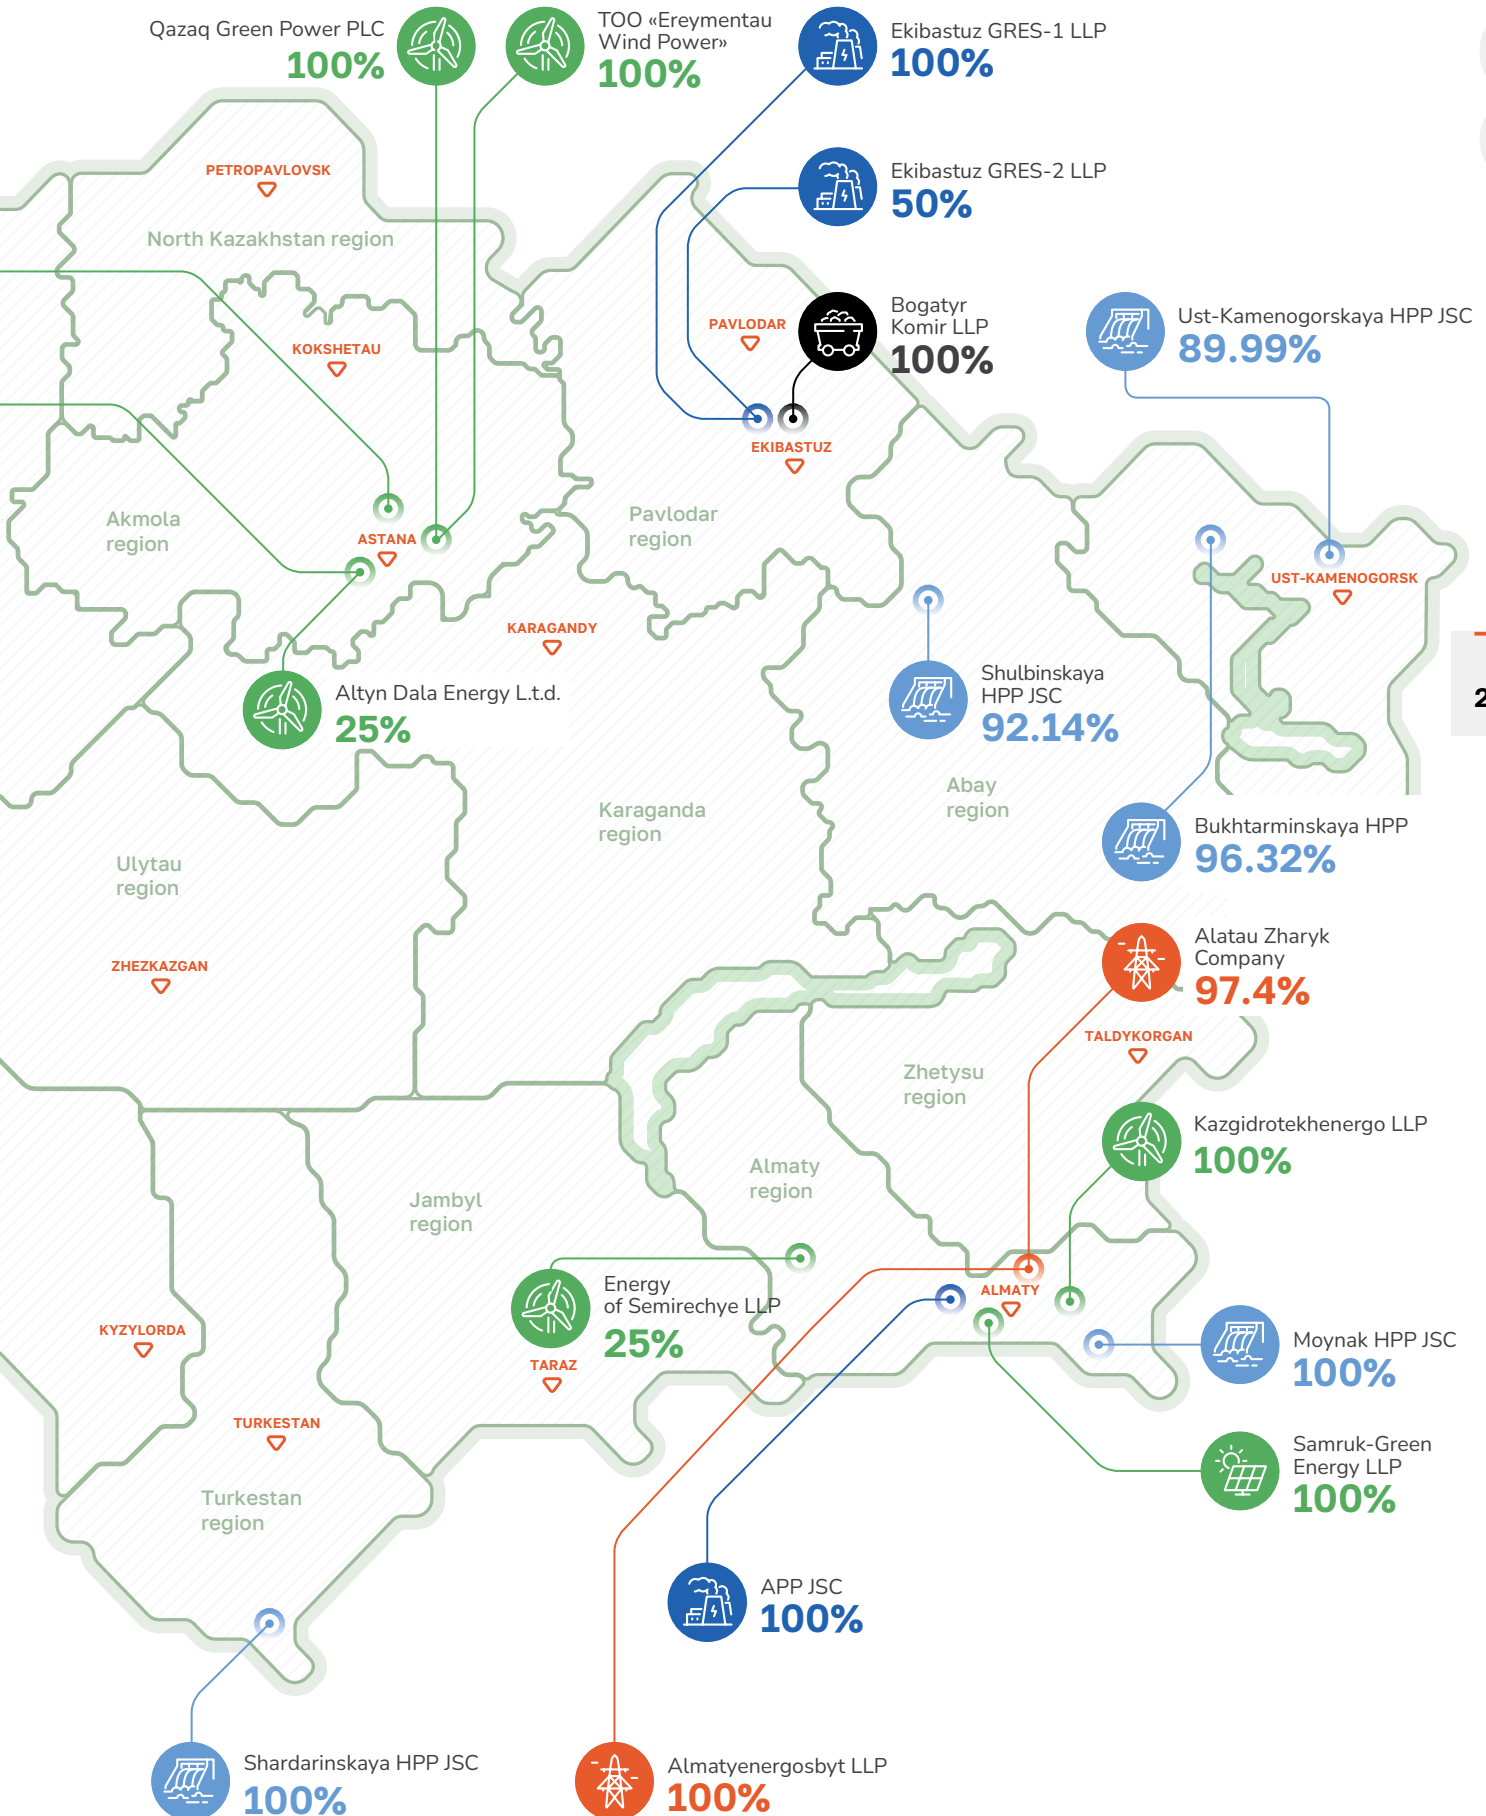 Qazaq Green Power PLC
100%
TOO «Ereymentau
Wind Power»
100%
Ekibastuz GRES-1 LLP
100%
Ekibastuz GRES-2 LLP
50%
PETROPAVLOVSK
North Kazakhstan region
KOKSHETAU
PAVLODAR
Bogatyr
Komir LLP
100%
Ust-Kamenogorskaya HPP JSC
89.99%
EKIBASTUZ
Akmola
region
ASTANA
Pavlodar
region
UST-KAMENOGORSK
KARAGANDY
Altyn Dala Energy L.t.d.
25%
Shulbinskaya
HPP JSC
92.14%
2
Abay
region
Karaganda
region
Bukhtarminskaya HPP
96.32%
Ulytau
region
Alatau Zharyk
Company
97.4%
ZHEZKAZGAN
TALDYKORGAN
Zhetysu
region
Kazgidrotekhenergo LLP
100%
Almaty
region
Jambyl
region
Energy
of Semirechye LLP
25%
ALMATY
KYZYLORDA
TARAZ
Moynak HPP JSC
100%
TURKESTAN
Samruk-Green
Energy LLP
100%
Turkestan
region
APP JSC
100%
Shardarinskaya HPP JSC
100%
Almatyenergosbyt LLP
100%